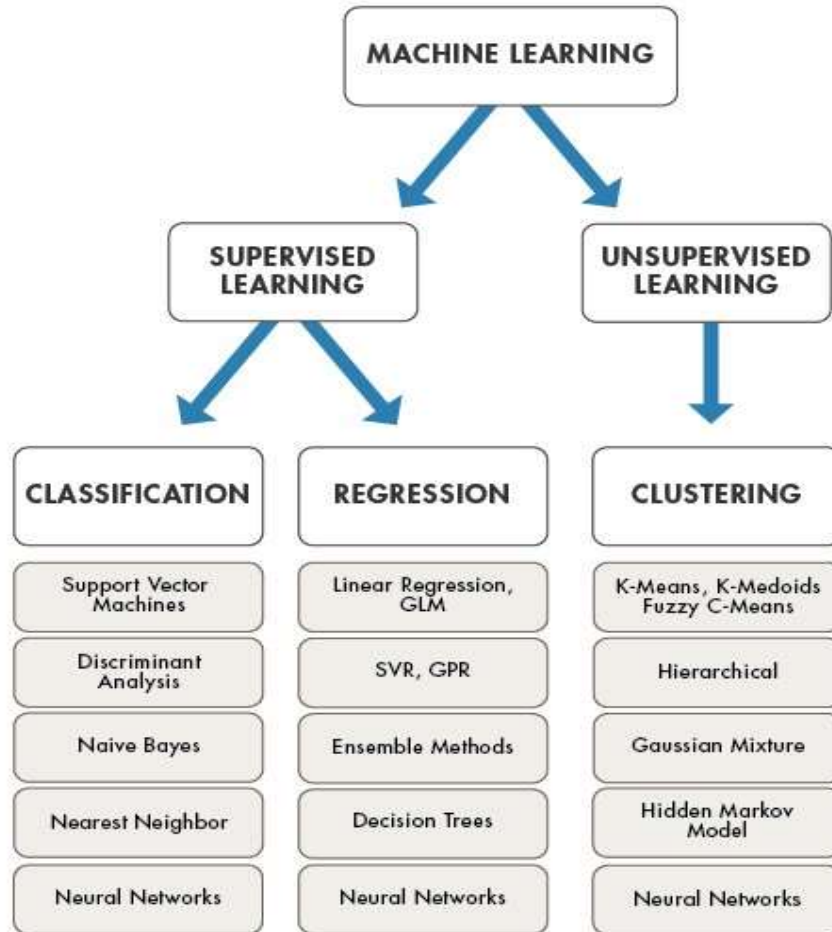 MACHINE LEARNING
SUPERVISED
LEARNING
UNSUPERVISED
LEARNING
CLASSIFICATION
REGRESSION
CLUSTERING
Support Vector
Machines
Linear Regression,
GLM
K-Means, K-Medoids
Fuzzy C-Means
Discriminant
Analysis
SVR, GPR
Hierarchical
Naive Bayes
Ensemble Methods
Gaussian Mixture
Nearest Neighbor
Decision Trees
Hidden Markov
Model
Neural Networks
Neural Networks
Neural Networks